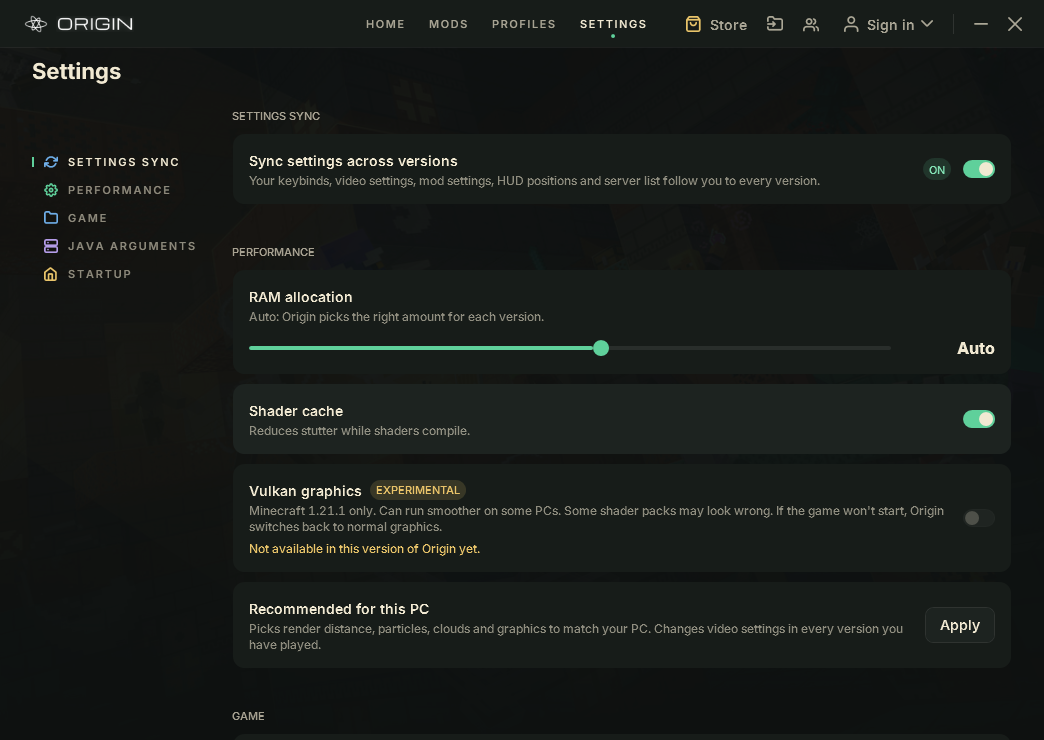 ORIGIN
HOME
MODS
PROFILES
SETTINGS
Store
Sign in
Settings
SETTINGS SYNC
PERFORMANCE
GAME
JAVA ARGUMENTS
STARTUP
SETTINGS SYNC
Sync settings across versions
Your keybinds, video settings, mod settings, HUD positions and server list follow you to every version.
ON
PERFORMANCE
RAM allocation
Auto: Origin picks the right amount for each version.
Auto
Shader cache
Reduces stutter while shaders compile.
Vulkan graphics EXPERIMENTAL
Minecraft 1.21.1 only. Can run smoother on some PCs. Some shader packs may look wrong. If the game won't start, Origin
switches back to normal graphics.
Not available in this version of Origin yet.
Recommended for this PC
Picks render distance, particles, clouds and graphics to match your PC. Changes video settings in every version you
have played.
Apply
GAME